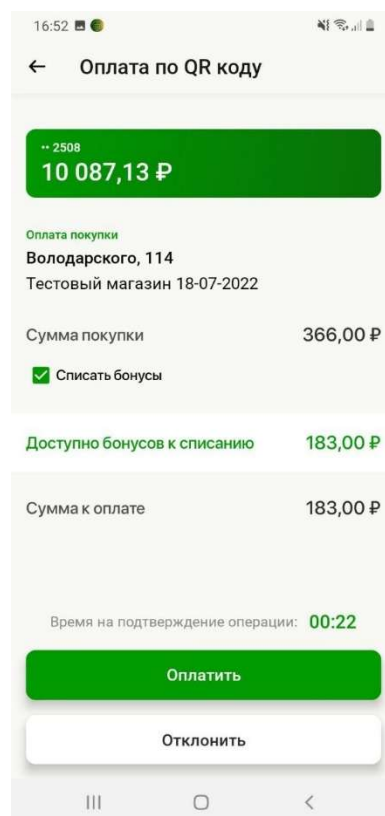 16:52
Оплата по QR коду
·· 2508
10 087,13 ₽
Оплата покупки
Володарского, 114
Тестовый магазин 18-07-2022
Сумма покупки 366,00 ₽
Списать бонусы
Доступно бонусов к списанию 183,00 ₽
Сумма к оплате 183,00 ₽
Время на подтверждение операции: 00:22
Оплатить
Отклонить